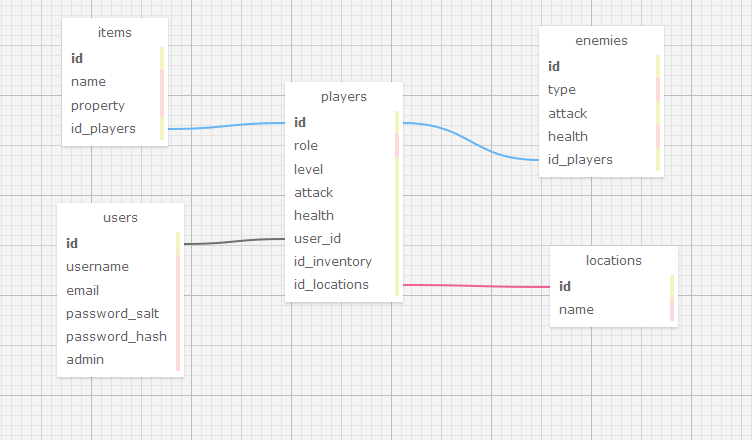 items
id
name
property
id_players
users
id
username
email
password_salt
password_hash
admin
players
id
role
level
attack
health
user_id
id_inventory
id_locations
enemies
id
type
attack
health
id_players
locations
id
name